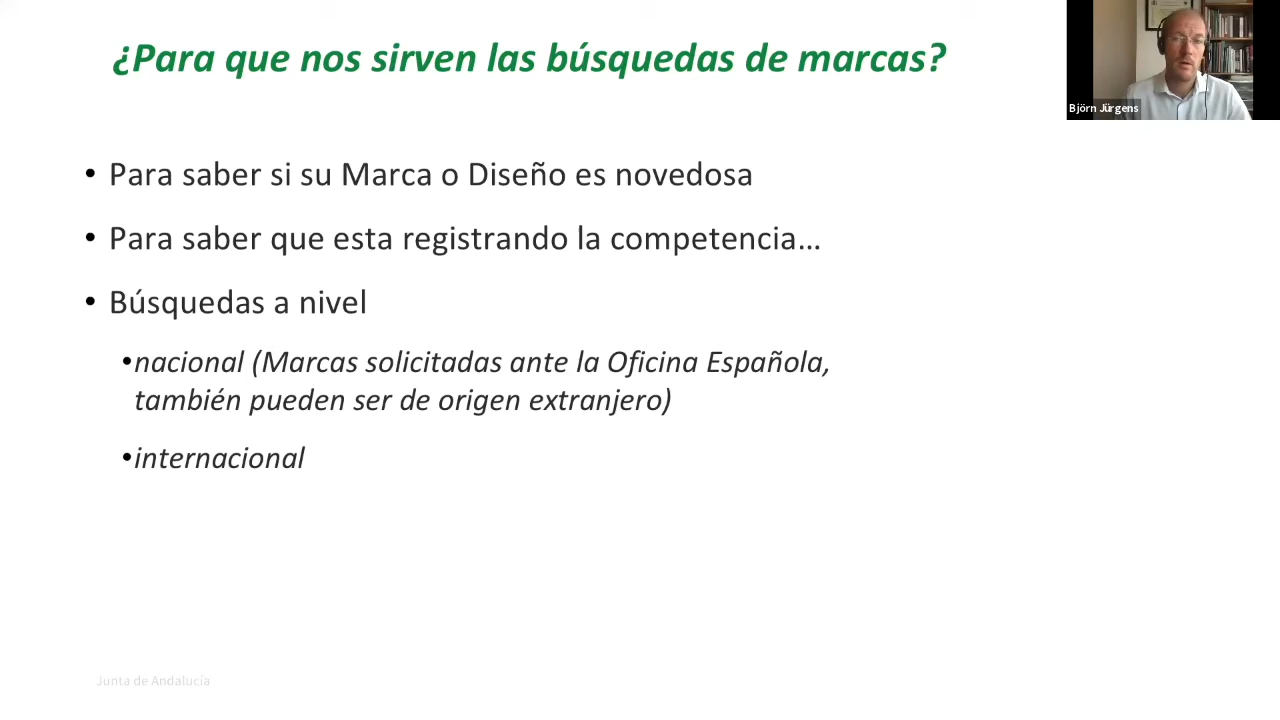 ¿Para que nos sirven las búsquedas de marcas?
Björn Jürgens
• Para saber si su Marca o Diseño es novedosa
• Para saber que esta registrando la competencia...
• Búsquedas a nivel
•nacional (Marcas solicitadas ante la Oficina Española,
también pueden ser de origen extranjero)
•internacional
Junta de Andalucía